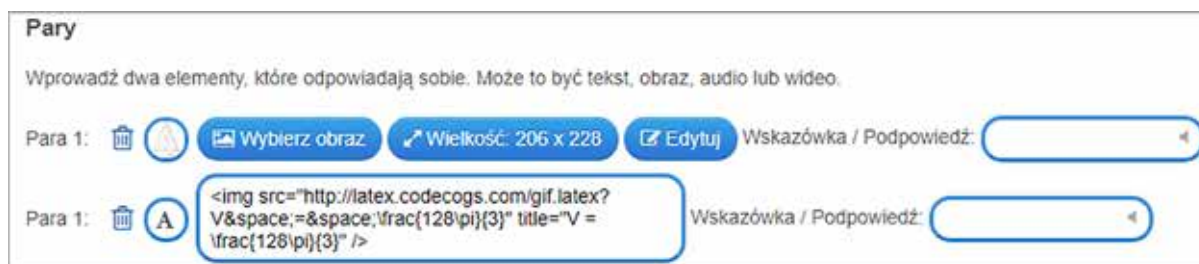 Pary
Wprowadź dwa elementy, które odpowiadają sobie. Może to być tekst, obraz, audio lub wideo.
Para 1: Wybierz obraz Wielkość: 206 x 228 Edytuj Wskazówka / Podpowiedź:
Para 1: A <img src="http://latex.codecogs.com/gif.latex?
V&space;=&space;\frac{128\pi}{3}" title="V =
\frac{128\pi}{3}" /> Wskazówka / Podpowiedź: